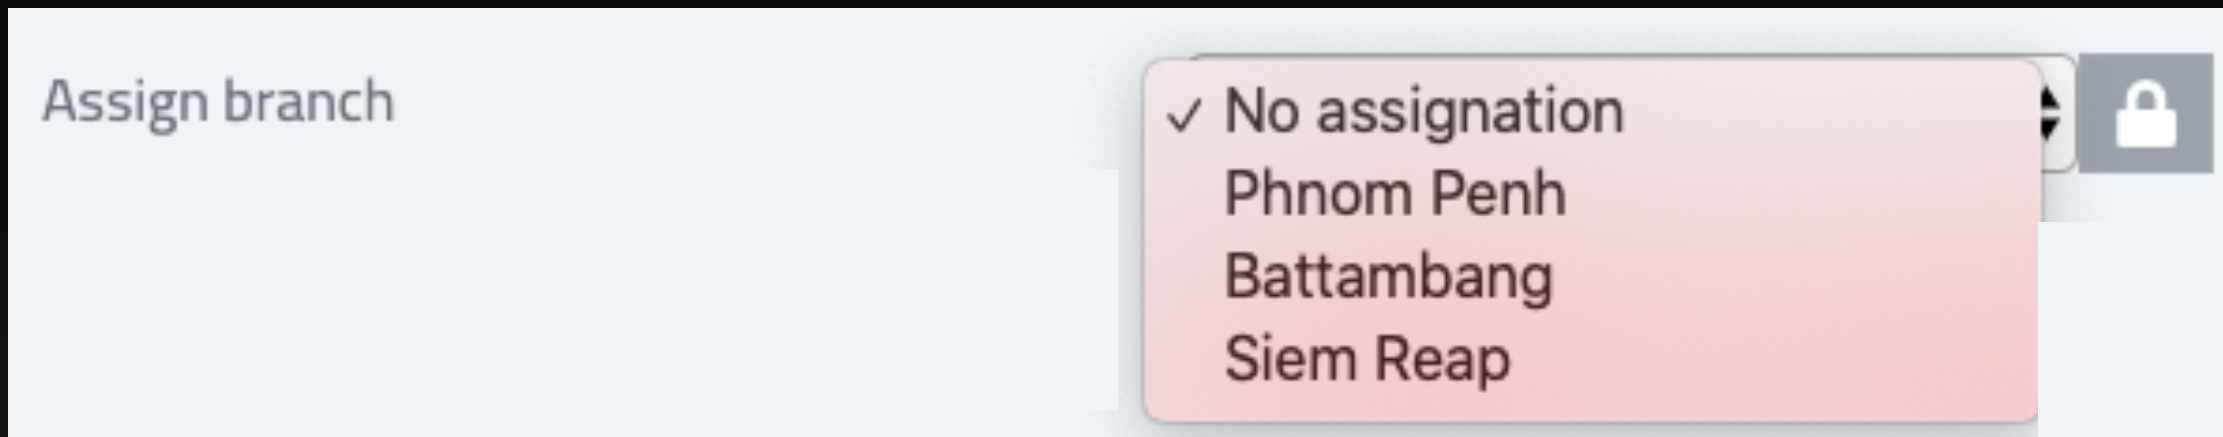 Assign branch
✓ No assignation
Phnom Penh
Battambang
Siem Reap